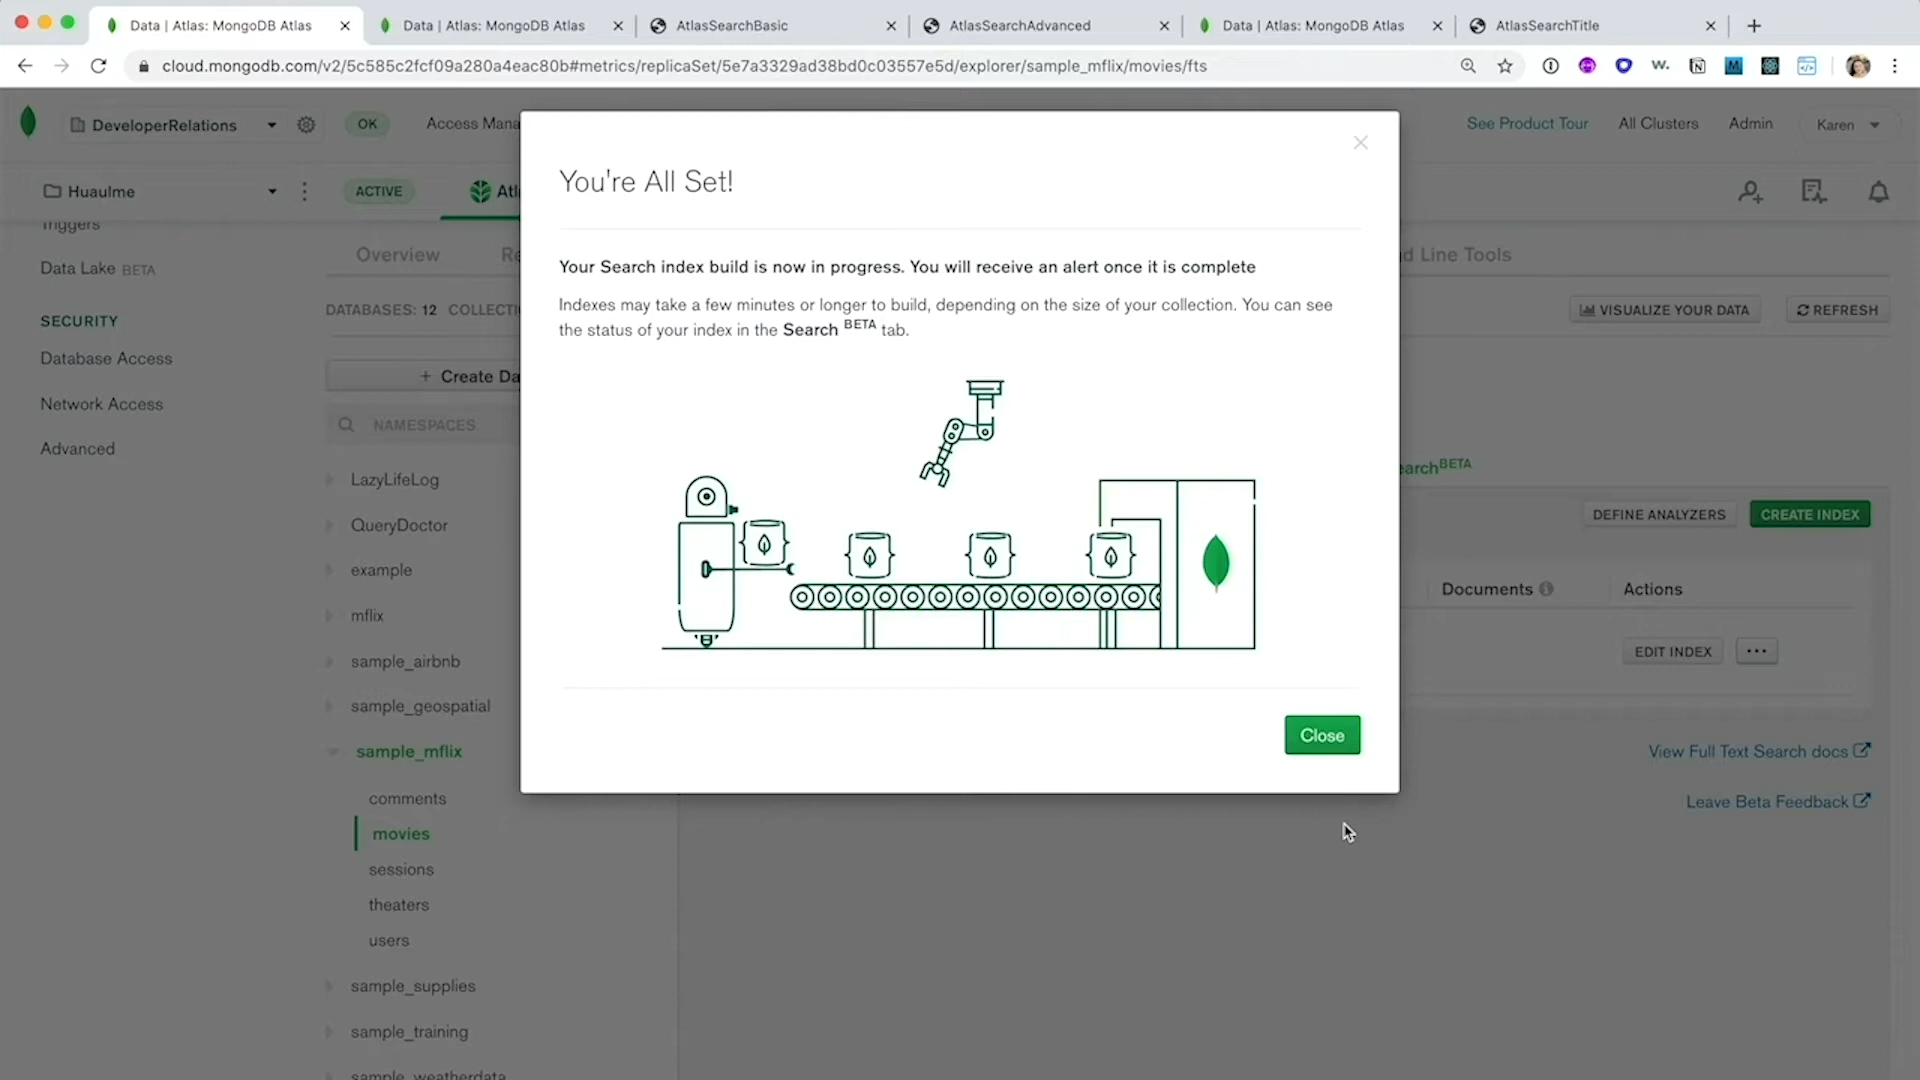 Data | Atlas: MongoDB Atlas
Data | Atlas: MongoDB Atlas
AtlasSearchBasic
AtlasSearchAdvanced
Data | Atlas: MongoDB Atlas
AtlasSearchTitle
cloud.mongodb.com/v2/5c585c2fcf09a280a4eac80b#metrics/replicaSet/5e7a3329ad38bd0c03557e5d/explorer/sample_mflix/movies/fts
DeveloperRelations
OK
Access Mana
See Product Tour
All Clusters
Admin
Karen
Huaulme
ACTIVE
Atl
Triggers
Data Lake BETA
SECURITY
Database Access
Network Access
Advanced
Overview
Re
d Line Tools
DATABASES: 12 COLLECTI
VISUALIZE YOUR DATA
REFRESH
+ Create Da
NAMESPACES
LazyLifeLog
QueryDoctor
example
mflix
sample_airbnb
sample_geospatial
sample_mflix
comments
movies
sessions
theaters
users
sample_supplies
sample_training
sample_weatherdata
You're All Set!
Your Search index build is now in progress. You will receive an alert once it is complete
Indexes may take a few minutes or longer to build, depending on the size of your collection. You can see
the status of your index in the Search BETA tab.
Close
earch BETA
DEFINE ANALYZERS
CREATE INDEX
Documents
Actions
EDIT INDEX
View Full Text Search docs
Leave Beta Feedback